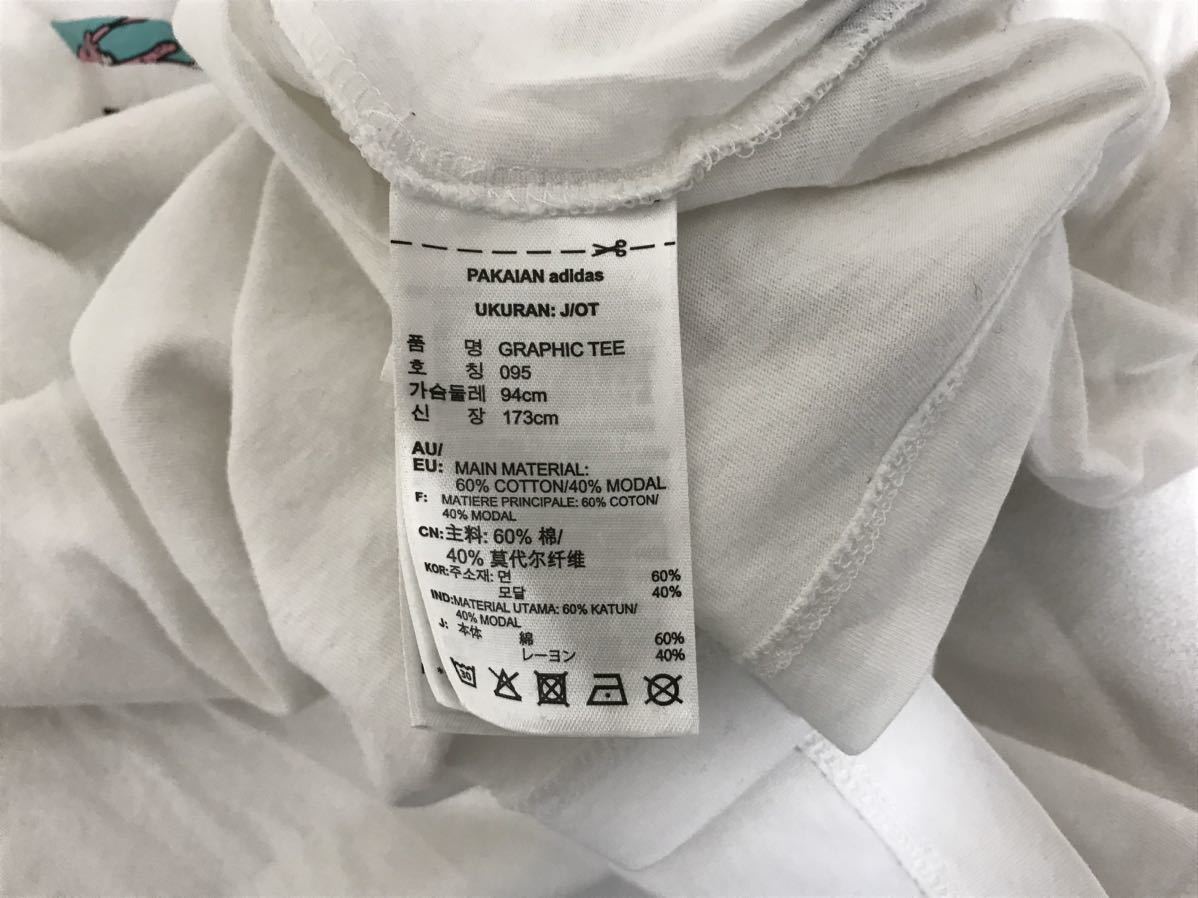 PAKAIAN adidas
UKURAN: J/OT
품 명 GRAPHIC TEE
호 칭 095
가슴둘레 94cm
신 장 173cm
AU/
EU: MAIN MATERIAL:
60% COTTON/40% MODAL
F: MATIERE PRINCIPALE: 60% COTON/
40% MODAL
CN:主料: 60% 棉/
40% 莫代尔纤维
KOR:주소재: 면 60%
모달 40%
IND:MATERIAL UTAMA: 60% KATUN/
40% MODAL
J: 本体 綿 60%
レーヨン 40%
30